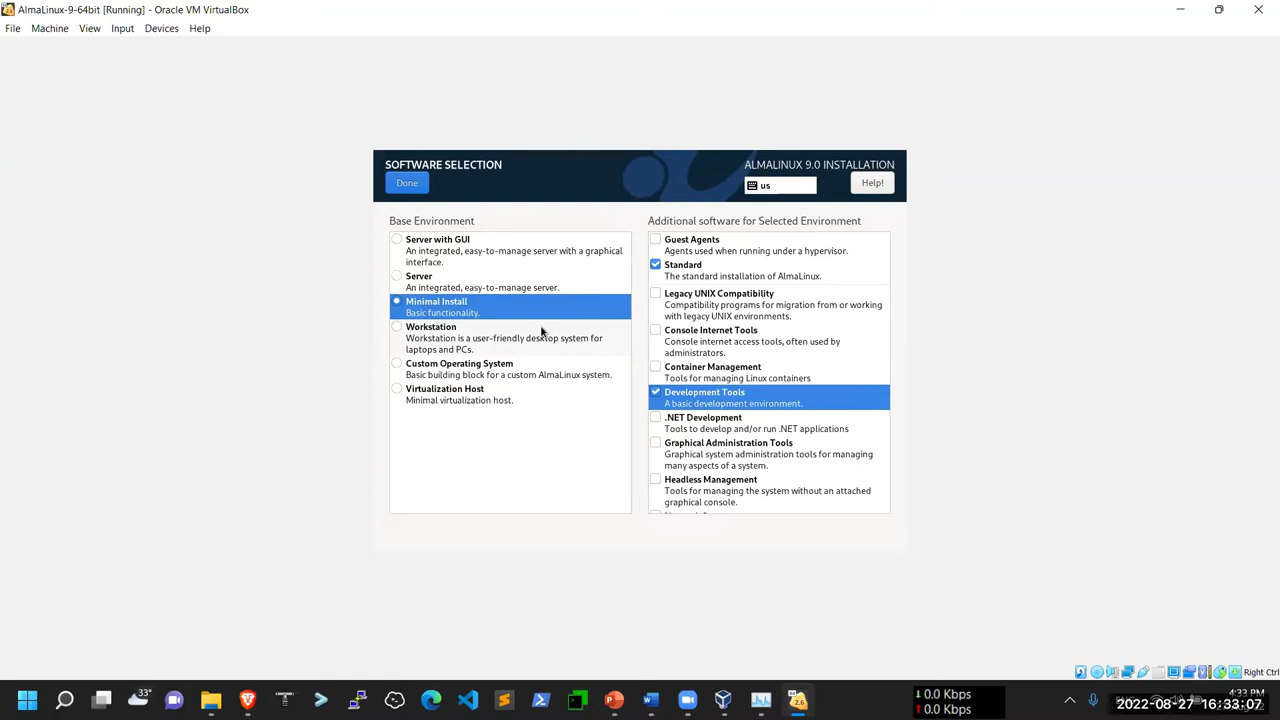 AlmaLinux-9-64bit [Running] - Oracle VM VirtualBox
File Machine View Input Devices Help
SOFTWARE SELECTION
Done
ALMALINUX 9.0 INSTALLATION
us
Help!
Base Environment
Server with GUI
An integrated, easy-to-manage server with a graphical
interface.
Server
An integrated, easy-to-manage server.
Minimal Install
Basic functionality.
Workstation
Workstation is a user-friendly desktop system for
laptops and PCs.
Custom Operating System
Basic building block for a custom AlmaLinux system.
Virtualization Host
Minimal virtualization host.
Additional software for Selected Environment
Guest Agents
Agents used when running under a hypervisor.
Standard
The standard installation of AlmaLinux.
Legacy UNIX Compatibility
Compatibility programs for migration from or working
with legacy UNIX environments.
Console Internet Tools
Console internet access tools, often used by
administrators.
Container Management
Tools for managing Linux containers
Development Tools
A basic development environment.
.NET Development
Tools to develop and/or run .NET applications
Graphical Administration Tools
Graphical system administration tools for managing
many aspects of a system.
Headless Management
Tools for managing the system without an attached
graphical console.
Right Ctrl
33°
2.6
↓ 0.0 Kbps
↑ 0.0 Kbps
4:33 PM
2022-08-27 16:33:07